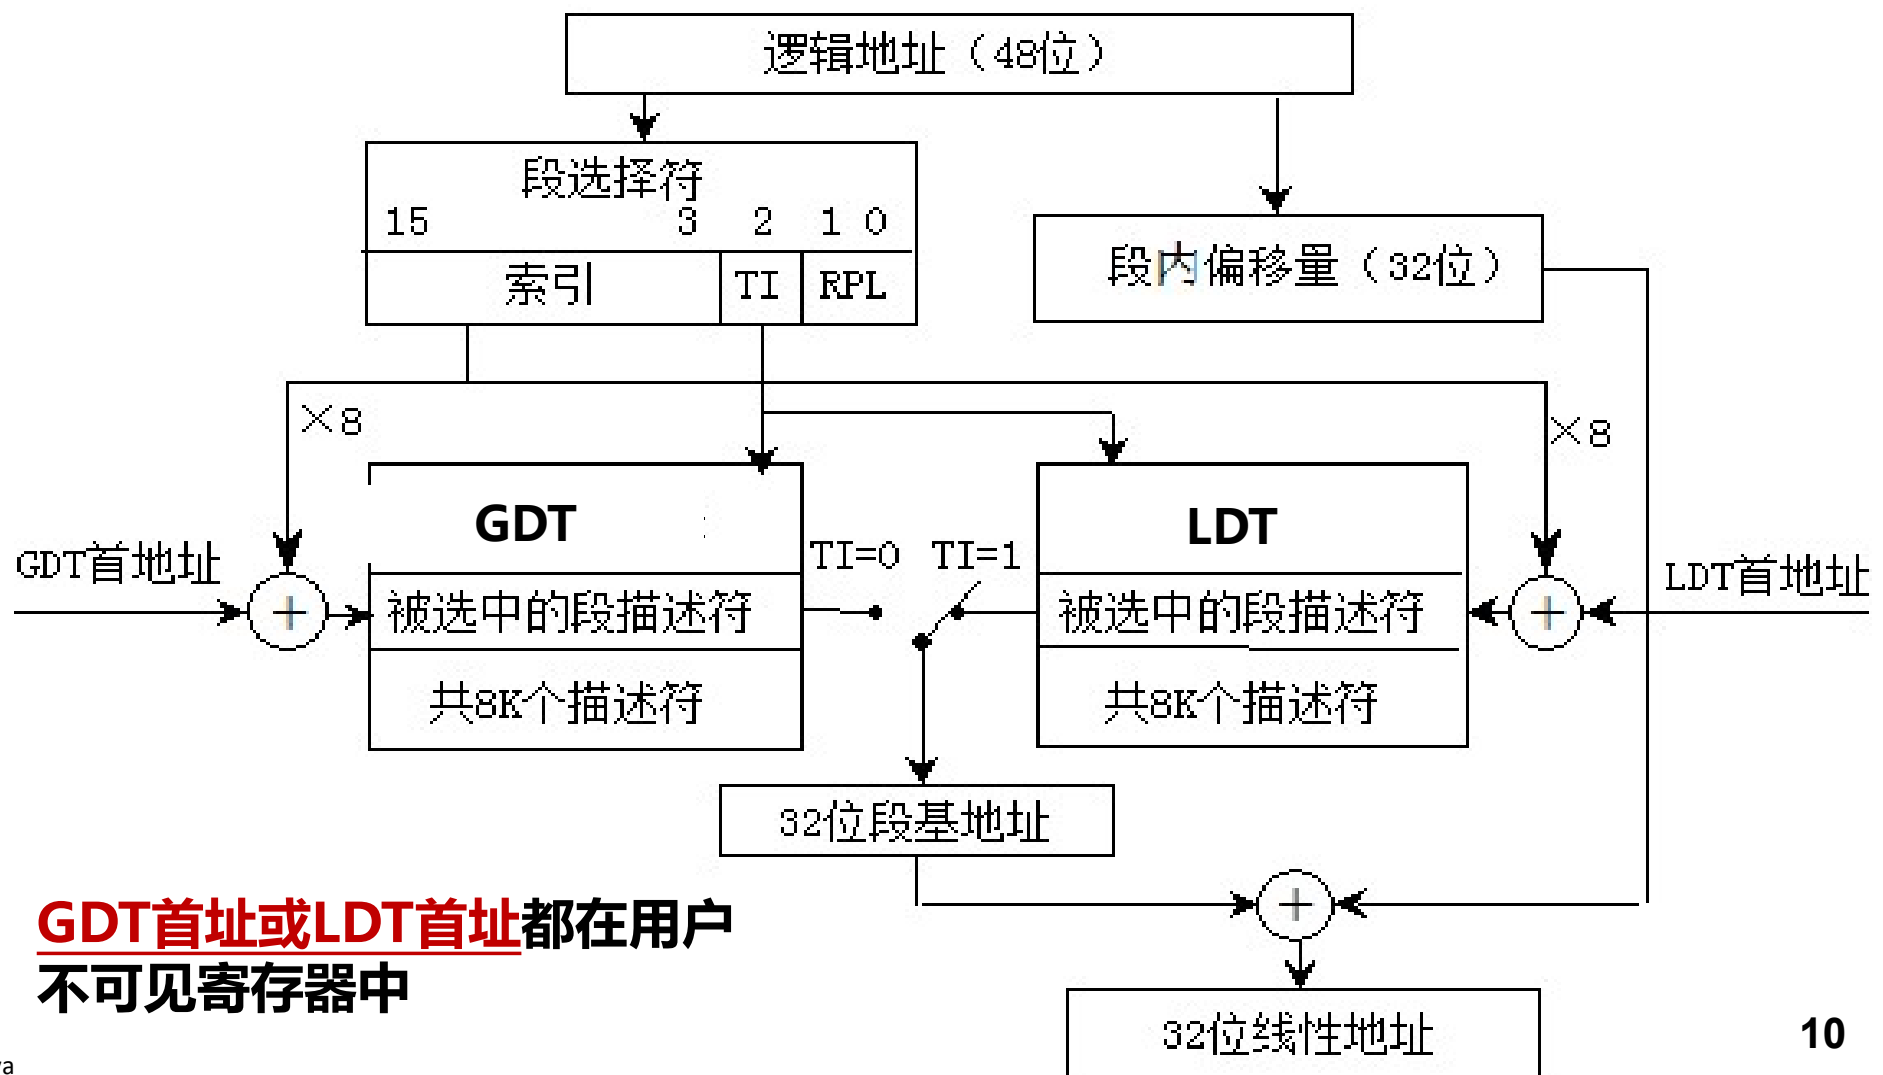 逻辑地址（48位）
段选择符
15 3 2 1 0
索引 TI RPL
段内偏移量（32位）
×8
×8
GDT
LDT
GDT首地址
TI=0 TI=1
LDT首地址
+
被选中的段描述符
被选中的段描述符
+
共8K个描述符
共8K个描述符
32位段基地址
+
GDT首址或LDT首址都在用户
不可见寄存器中
32位线性地址
10